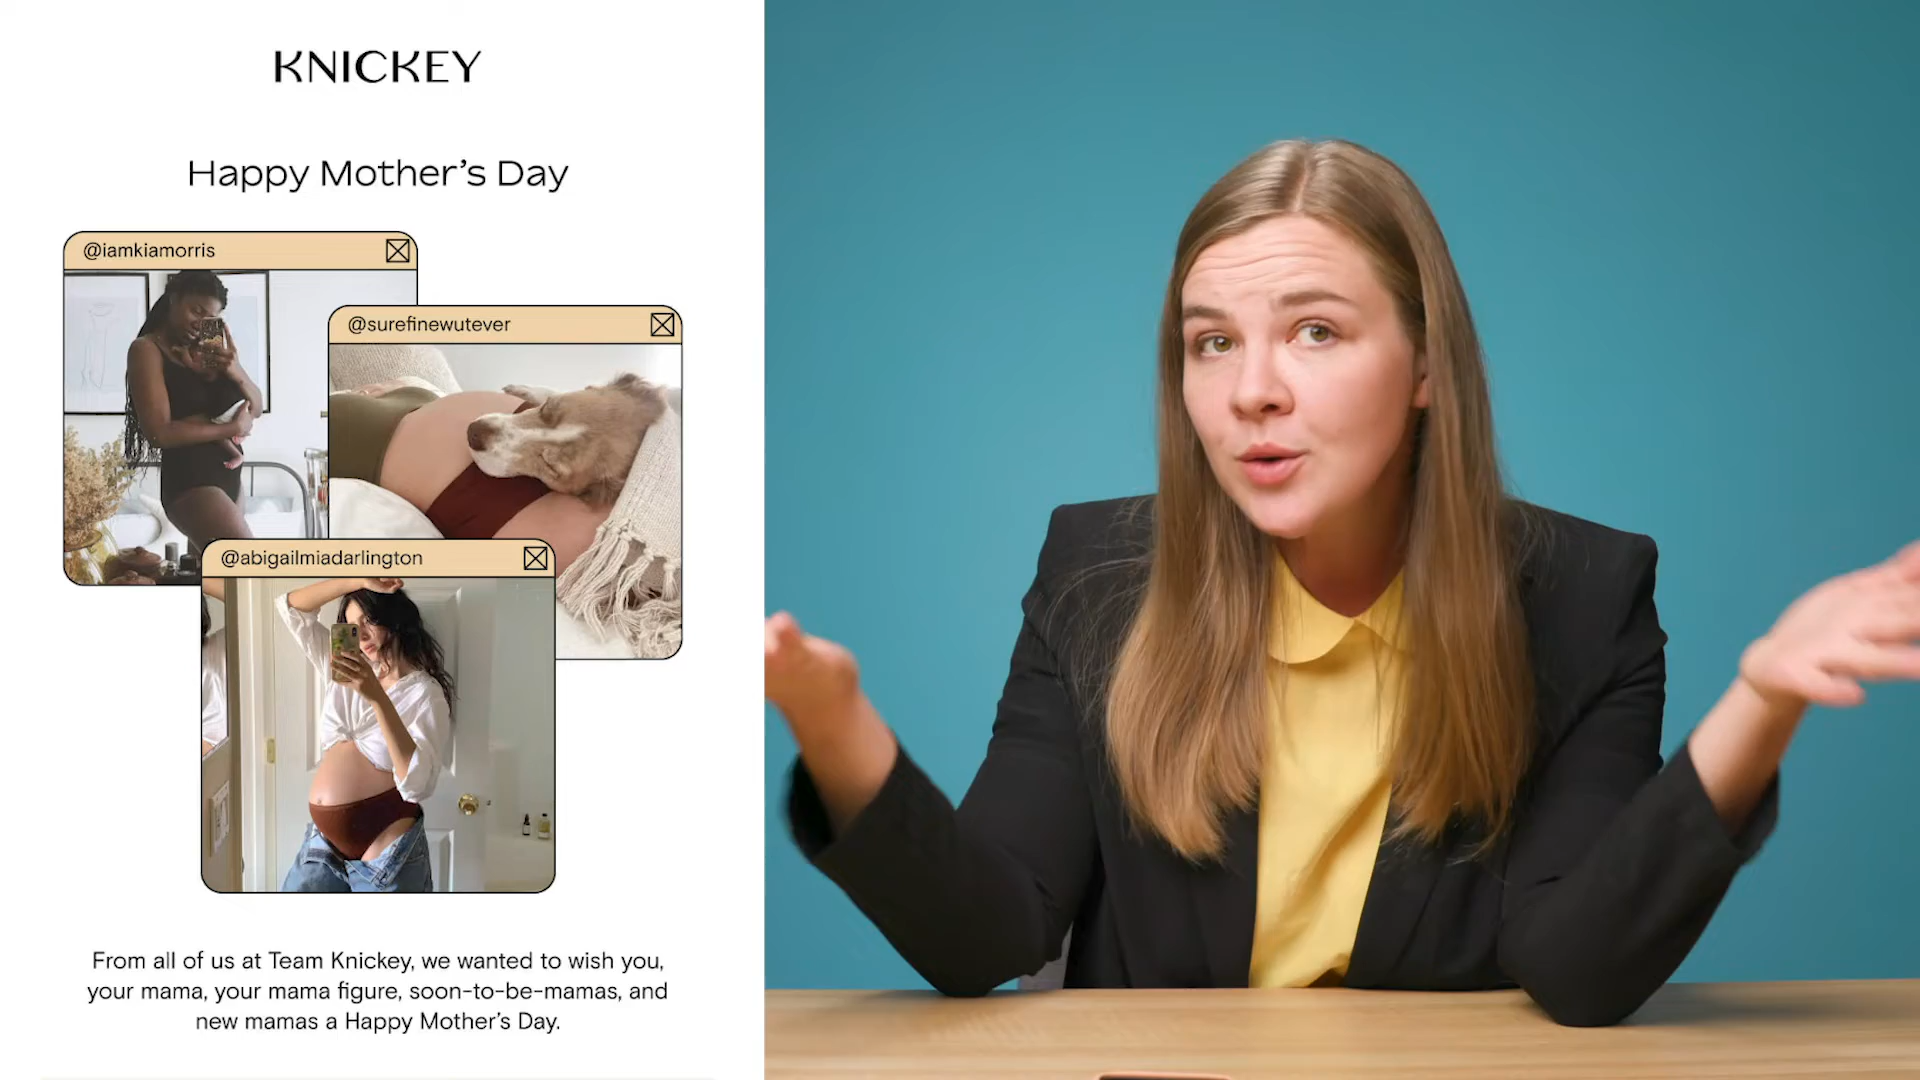 KNICKEY
Happy Mother's Day
@iamkiamorris
@surefinewutever
@abigailmiadarlington
From all of us at Team Knickey, we wanted to wish you,
your mama, your mama figure, soon-to-be-mamas, and
new mamas a Happy Mother's Day.